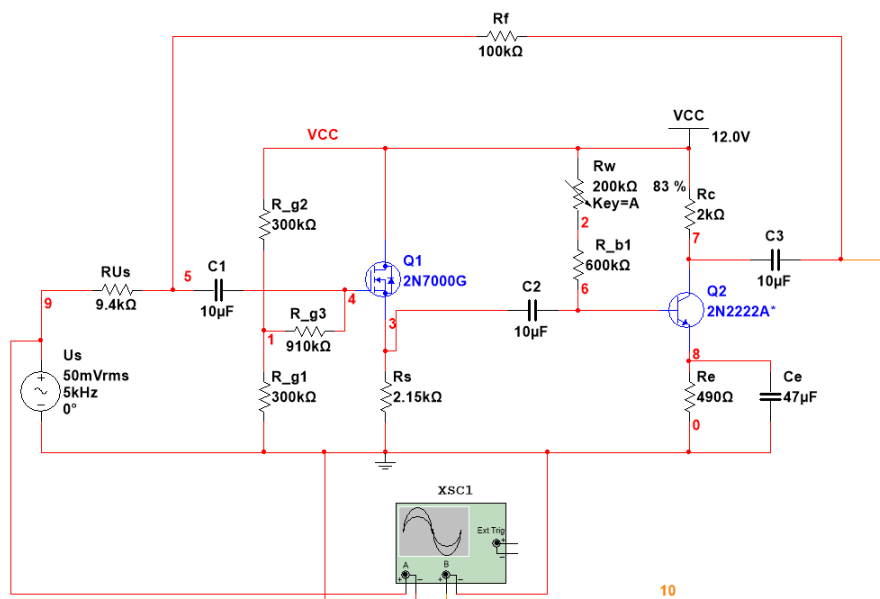 Rf
100kΩ
VCC
VCC
12.0V
R_g2
300kΩ
Rw
200kΩ
Key=A
83 %
Rc
2kΩ
2
7
Q1
2N7000G
R_b1
600kΩ
C3
10µF
9
RUs
9.4kΩ
5
C1
10µF
4
3
C2
10µF
6
Q2
2N2222A*
R_g3
910kΩ
1
8
Us
50mVrms
5kHz
0°
R_g1
300kΩ
Rs
2.15kΩ
Re
490Ω
0
Ce
47µF
XSC1
Ext Trig
+
_
A
B
+
_
+
_
10